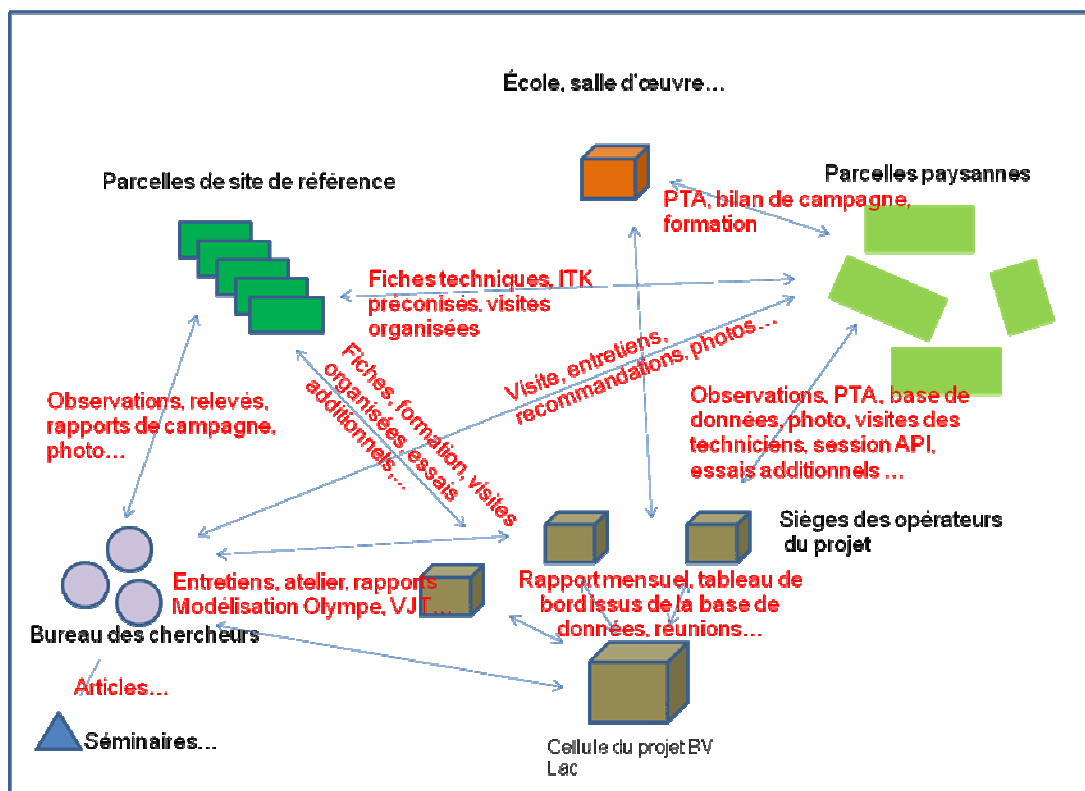 École, salle d'œuvre…
Parcelles de site de référence
Parcelles paysannes
PTA, bilan de campagne,
formation
Fiches techniques, ITK
préconisés, visites
organisées
Fiches, formation, visites
organisées, essais
additionnels,…
Visite, entretiens,
recommandations, photos…
Observations, relevés,
rapports de campagne,
photo…
Observations, PTA, base de
données, photo, visites des
techniciens, session API,
essais additionnels …
Sièges des opérateurs
du projet
Entretiens, atelier, rapports
Modélisation Olympe, VJT…
Rapport mensuel, tableau de
bord issus de la base de
données, réunions…
Bureau des chercheurs
Articles…
Séminaires…
Cellule du projet BV
Lac